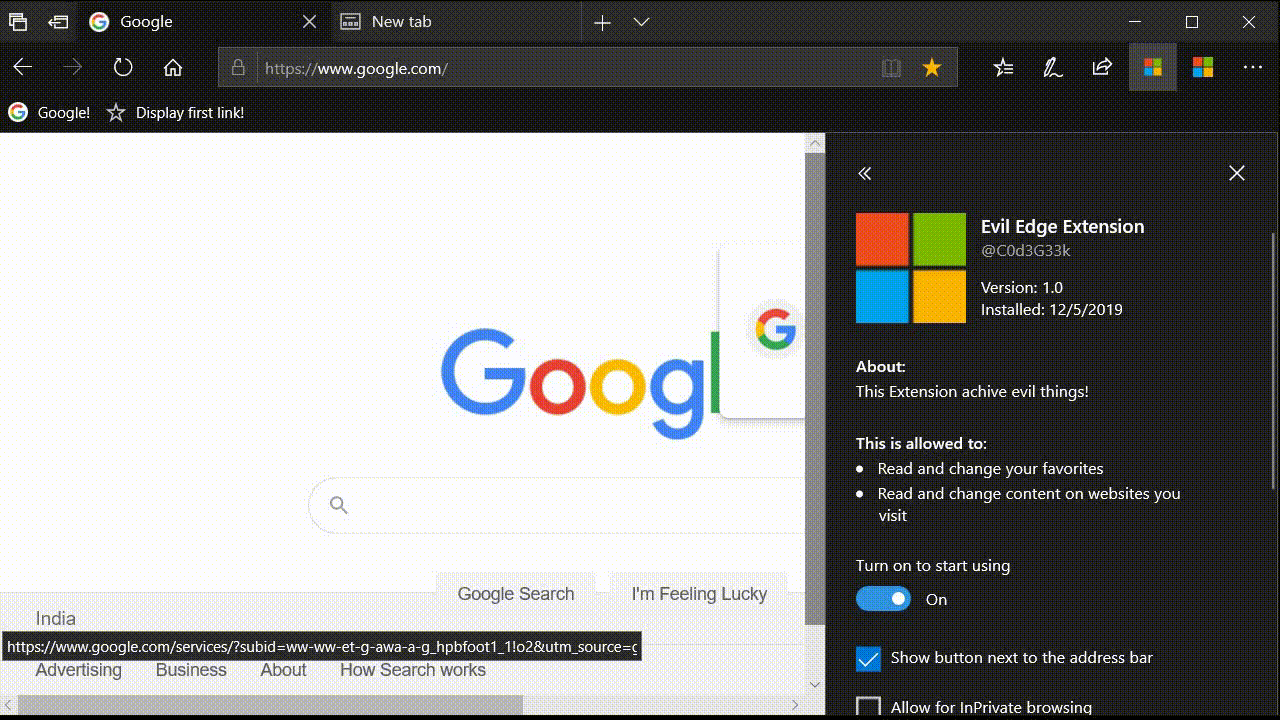 Google
New tab
https://www.google.com/
Google!
Display first link!
Googl
Google Search
I'm Feeling Lucky
India
https://www.google.com/services/?subid=ww-ww-et-g-awa-a-g_hpbfoot1_1!o2&utm_source=g
Advertising
Business
About
How Search works
Evil Edge Extension
@C0d3G33k
Version: 1.0
Installed: 12/5/2019
About:
This Extension achive evil things!
This is allowed to:
Read and change your favorites
Read and change content on websites you
visit
Turn on to start using
On
Show button next to the address bar
Allow for InPrivate browsing